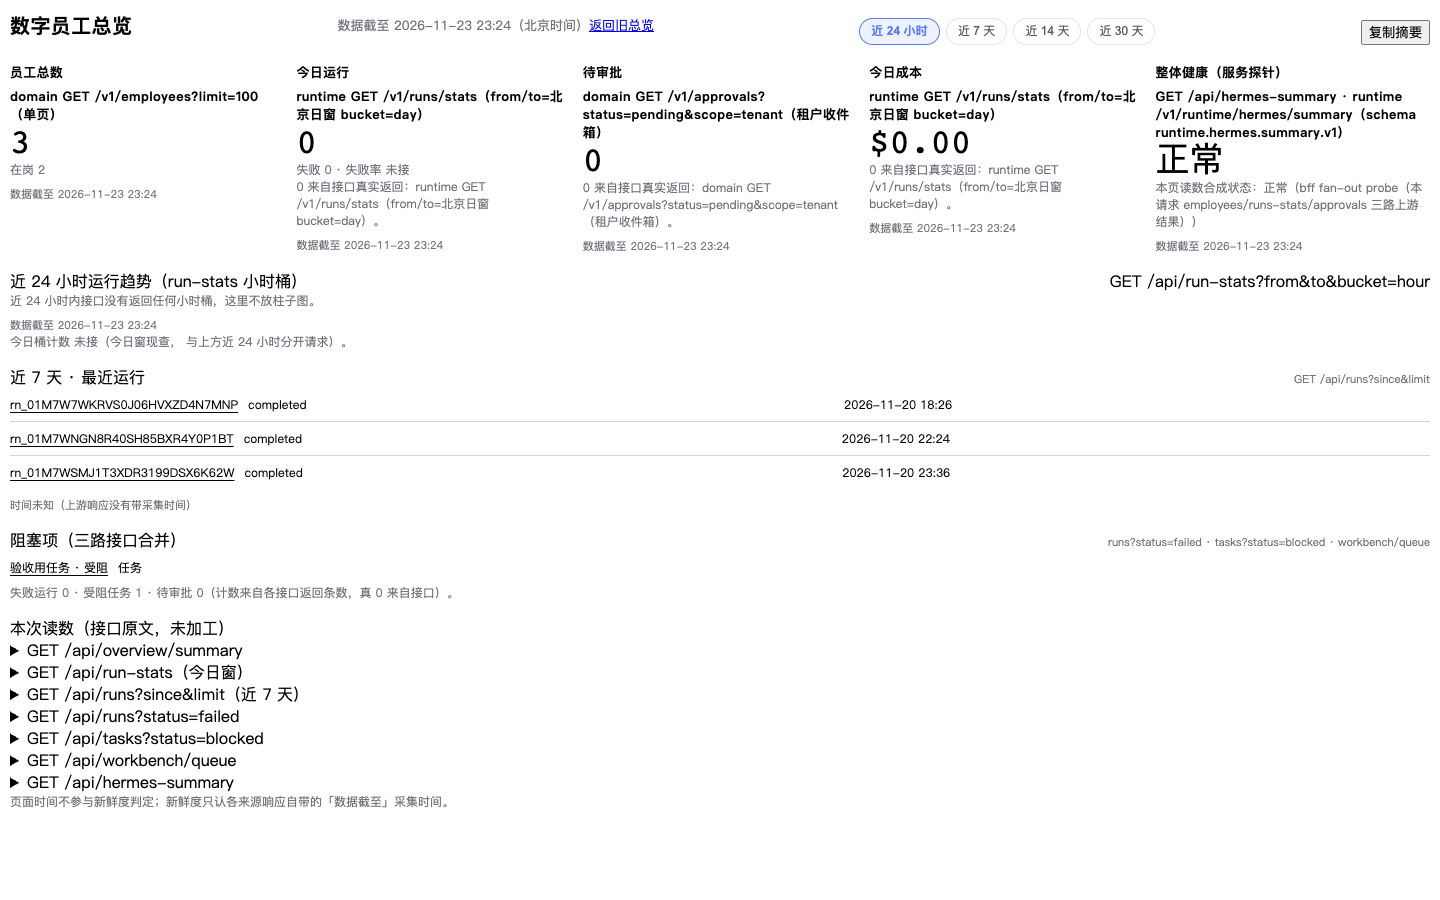 数字员工总览
数据截至 2026-11-23 23:24（北京时间）返回旧总览
近 24 小时
近 7 天
近 14 天
近 30 天
复制摘要
员工总数
domain GET /v1/employees?limit=100
（单页）
3
在岗 2
数据截至 2026-11-23 23:24
今日运行
runtime GET /v1/runs/stats（from/to=北
京日窗 bucket=day）
0
失败 0 · 失败率 未接
0 来自接口真实返回：runtime GET
/v1/runs/stats（from/to=北京日窗
bucket=day）。
数据截至 2026-11-23 23:24
待审批
domain GET /v1/approvals?
status=pending&scope=tenant（租户收件
箱）
0
0 来自接口真实返回：domain GET
/v1/approvals?status=pending&scope=tenant
（租户收件箱）。
数据截至 2026-11-23 23:24
今日成本
runtime GET /v1/runs/stats（from/to=北
京日窗 bucket=day）
$0.00
0 来自接口真实返回：runtime GET
/v1/runs/stats（from/to=北京日窗
bucket=day）。
数据截至 2026-11-23 23:24
整体健康（服务探针）
GET /api/hermes-summary · runtime
/v1/runtime/hermes/summary（schema
runtime.hermes.summary.v1）
正常
本页读数合成状态：正常（bff fan-out probe（本
请求 employees/runs-stats/approvals 三路上游
结果））
数据截至 2026-11-23 23:24
近 24 小时运行趋势（run-stats 小时桶）
GET /api/run-stats?from&to&bucket=hour
近 24 小时内接口没有返回任何小时桶，这里不放柱子图。
数据截至 2026-11-23 23:24
今日桶计数 未接（今日窗现查， 与上方近 24 小时分开请求）。
近 7 天 · 最近运行
GET /api/runs?since&limit
rn_01M7W7WKRVS0J06HVXZD4N7MNP completed 2026-11-20 18:26
rn_01M7WNGN8R40SH85BXR4Y0P1BT completed 2026-11-20 22:24
rn_01M7WSMJ1T3XDR3199DSX6K62W completed 2026-11-20 23:36
时间未知（上游响应没有带采集时间）
阻塞项（三路接口合并）
runs?status=failed · tasks?status=blocked · workbench/queue
验收用任务 · 受阻 任务
失败运行 0 · 受阻任务 1 · 待审批 0（计数来自各接口返回条数，真 0 来自接口）。
本次读数（接口原文，未加工）
▶ GET /api/overview/summary
▶ GET /api/run-stats（今日窗）
▶ GET /api/runs?since&limit（近 7 天）
▶ GET /api/runs?status=failed
▶ GET /api/tasks?status=blocked
▶ GET /api/workbench/queue
▶ GET /api/hermes-summary
页面时间不参与新鲜度判定；新鲜度只认各来源响应自带的「数据截至」采集时间。